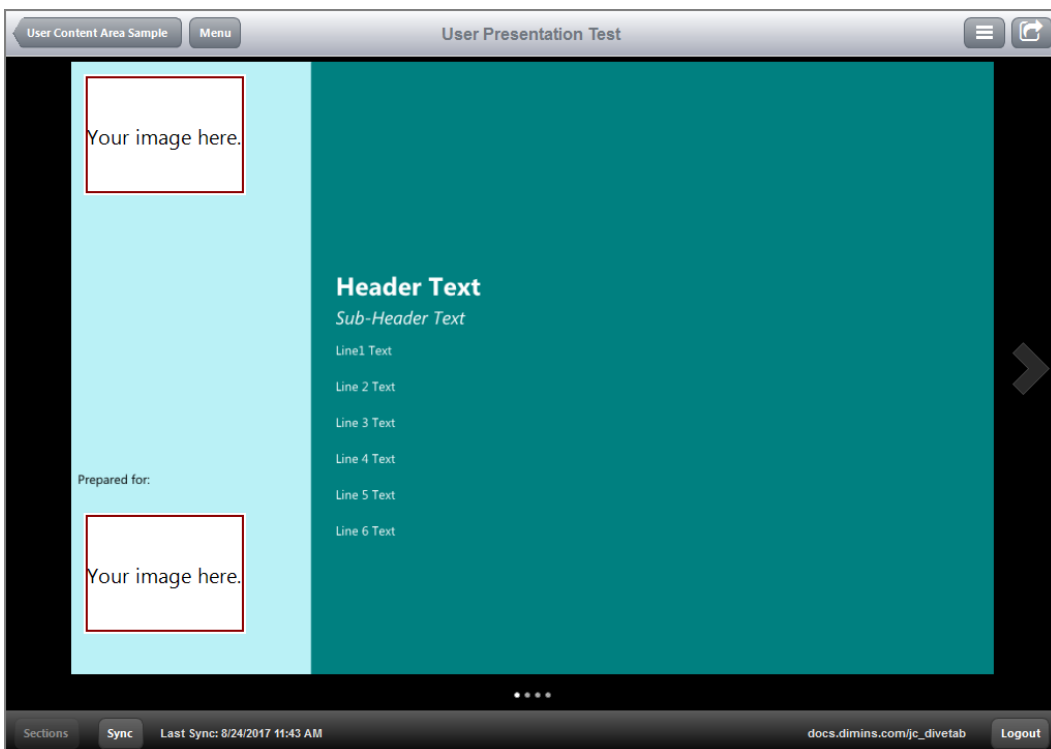 User Content Area Sample
Menu
User Presentation Test
Your image here.
Header Text
Sub-Header Text
Line1 Text
Line 2 Text
Line 3 Text
Line 4 Text
Line 5 Text
Line 6 Text
Prepared for:
Your image here.
Sections
Sync
Last Sync: 8/24/2017 11:43 AM
docs.dimins.com/jc_divetab
Logout